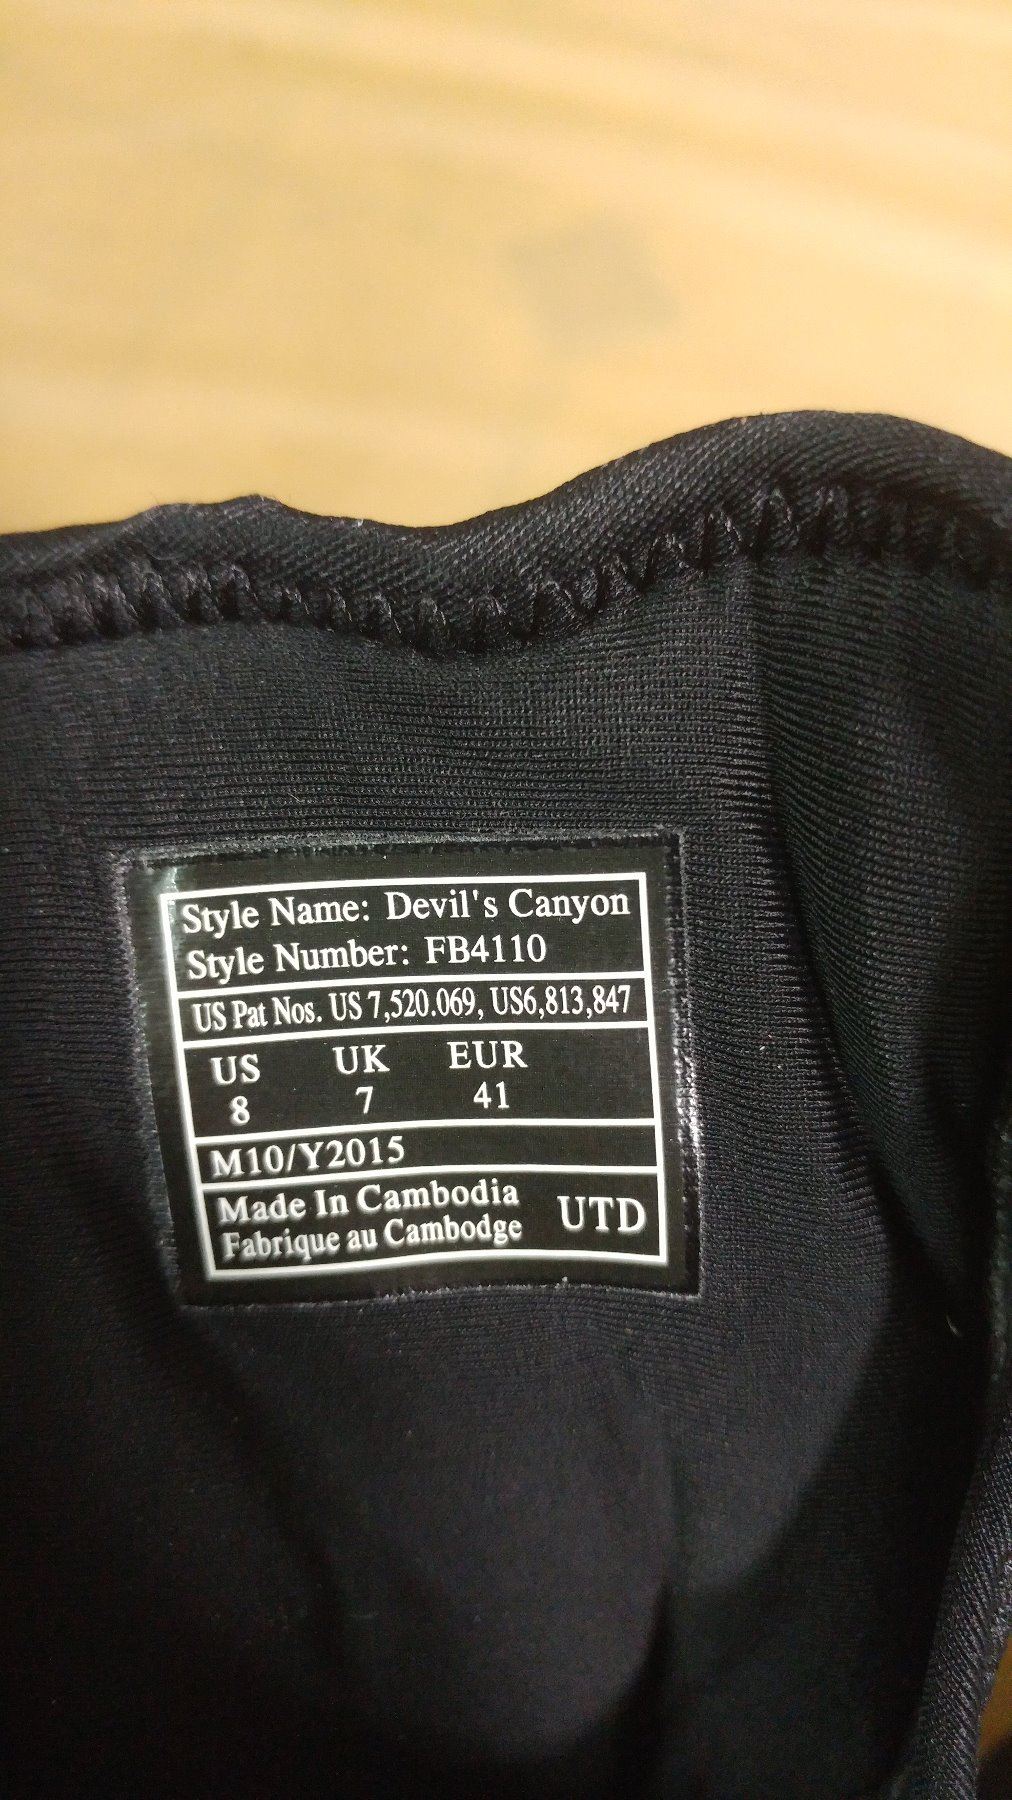 Style Name: Devil's Canyon
Style Number: FB4110
US Pat Nos. US 7,520.069, US6,813,847
US UK EUR
8 7 41
M10/Y2015
Made In Cambodia
Fabrique au Cambodge
UTD